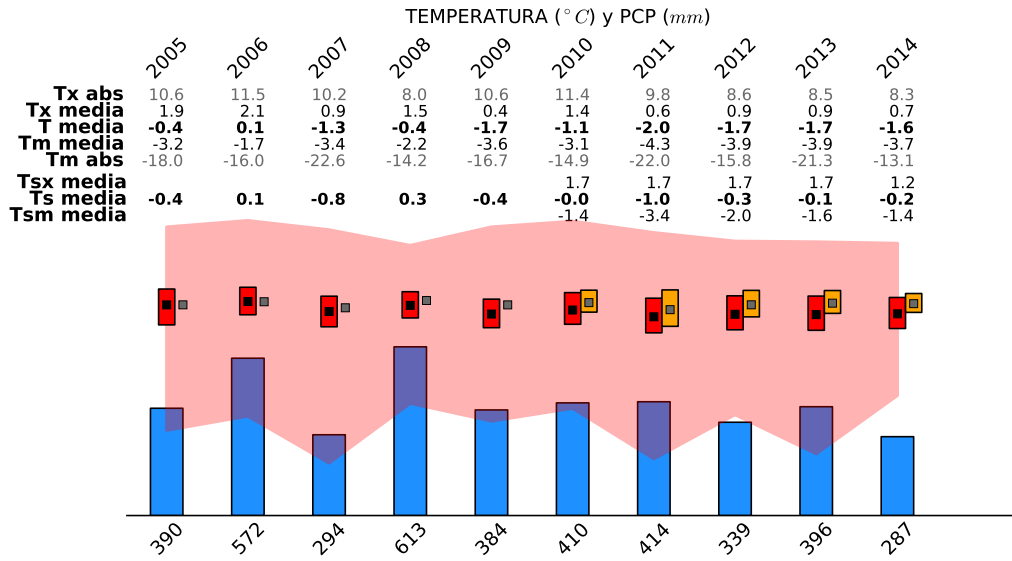 TEMPERATURA (°C) y PCP (mm)
2005 2006 2007 2008 2009 2010 2011 2012 2013 2014
Tx abs 10.6 11.5 10.2 8.0 10.6 11.4 9.8 8.6 8.5 8.3
Tx media 1.9 2.1 0.9 1.5 0.4 1.4 0.6 0.9 0.9 0.7
T media -0.4 0.1 -1.3 -0.4 -1.7 -1.1 -2.0 -1.7 -1.7 -1.6
Tm media -3.2 -1.7 -3.4 -2.2 -3.6 -3.1 -4.3 -3.9 -3.9 -3.7
Tm abs -18.0 -16.0 -22.6 -14.2 -16.7 -14.9 -22.0 -15.8 -21.3 -13.1
Tsx media 1.7 1.7 1.7 1.7 1.2
Ts media -0.4 0.1 -0.8 0.3 -0.4 -0.0 -1.0 -0.3 -0.1 -0.2
Tsm media -1.4 -3.4 -2.0 -1.6 -1.4
390 572 294 613 384 410 414 339 396 287